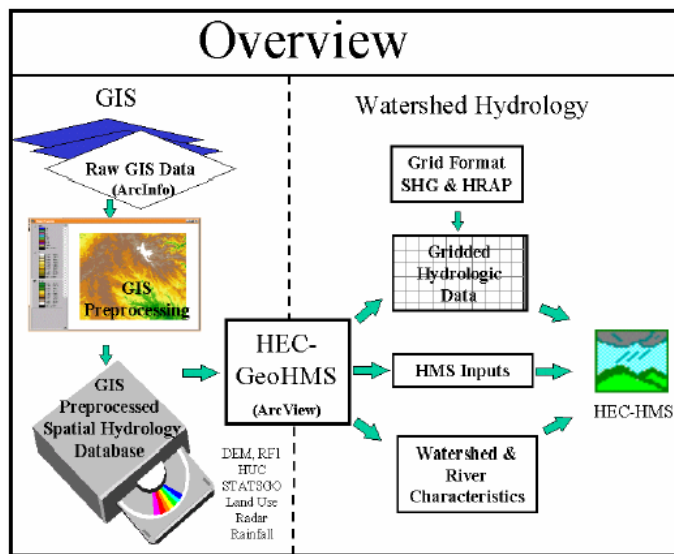 Overview
GIS
Raw GIS Data
(ArcInfo)
GIS
Preprocessing
GIS
Preprocessed
Spatial Hydrology
Database
DEM, RF1
HUC
STATSGO
Land Use
Radar
Rainfall
HEC-
GeoHMS
(ArcView)
Watershed Hydrology
Grid Format
SHG & HRAP
Gridded
Hydrologic
Data
HMS Inputs
Watershed &
River
Characteristics
HEC-HMS